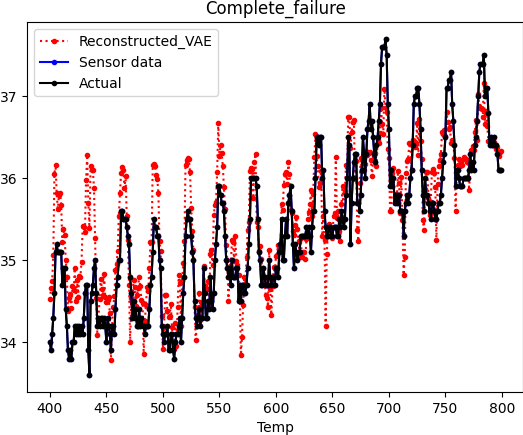 Complete_failure
Reconstructed_VAE
Sensor data
Actual
37
36
35
34
400 450 500 550 600 650 700 750 800
Temp